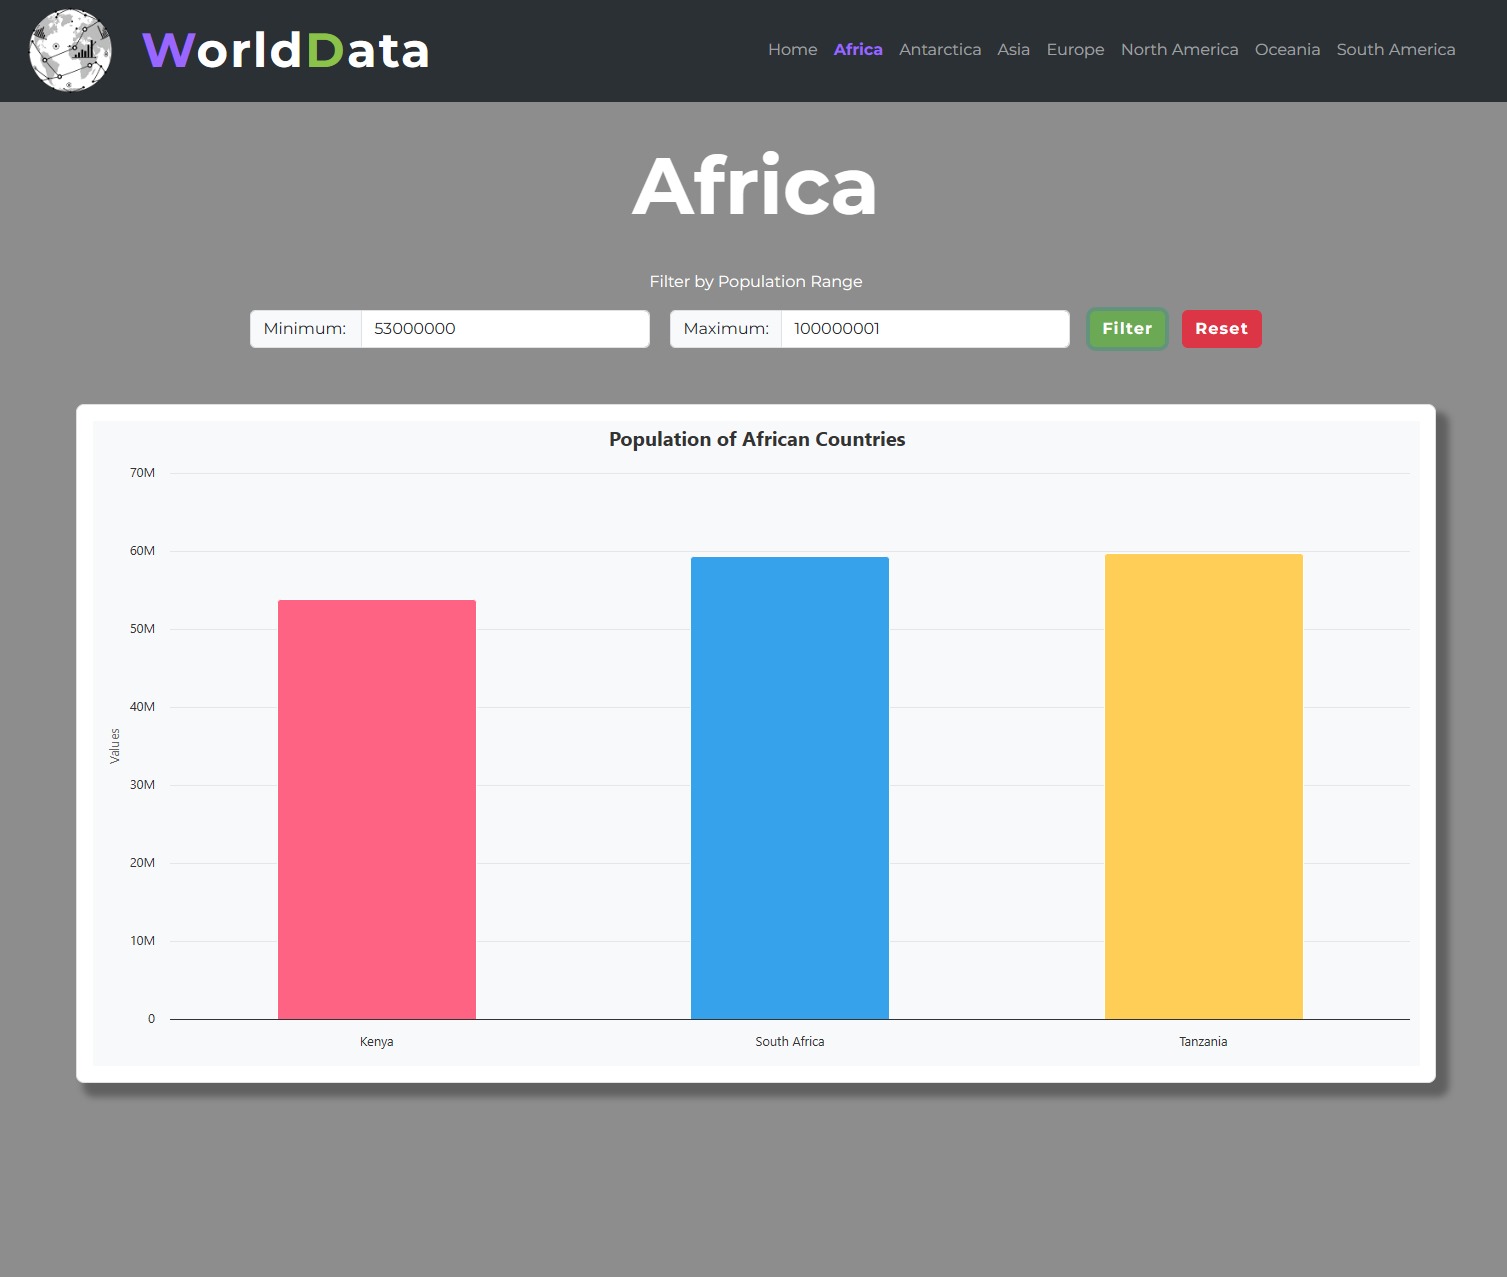 WorldData
Home Africa Antarctica Asia Europe North America Oceania South America
Africa
Filter by Population Range
Minimum: 53000000 Maximum: 100000001 Filter Reset
Population of African Countries
70M
60M
50M
40M
Values
30M
20M
10M
0
Kenya South Africa Tanzania